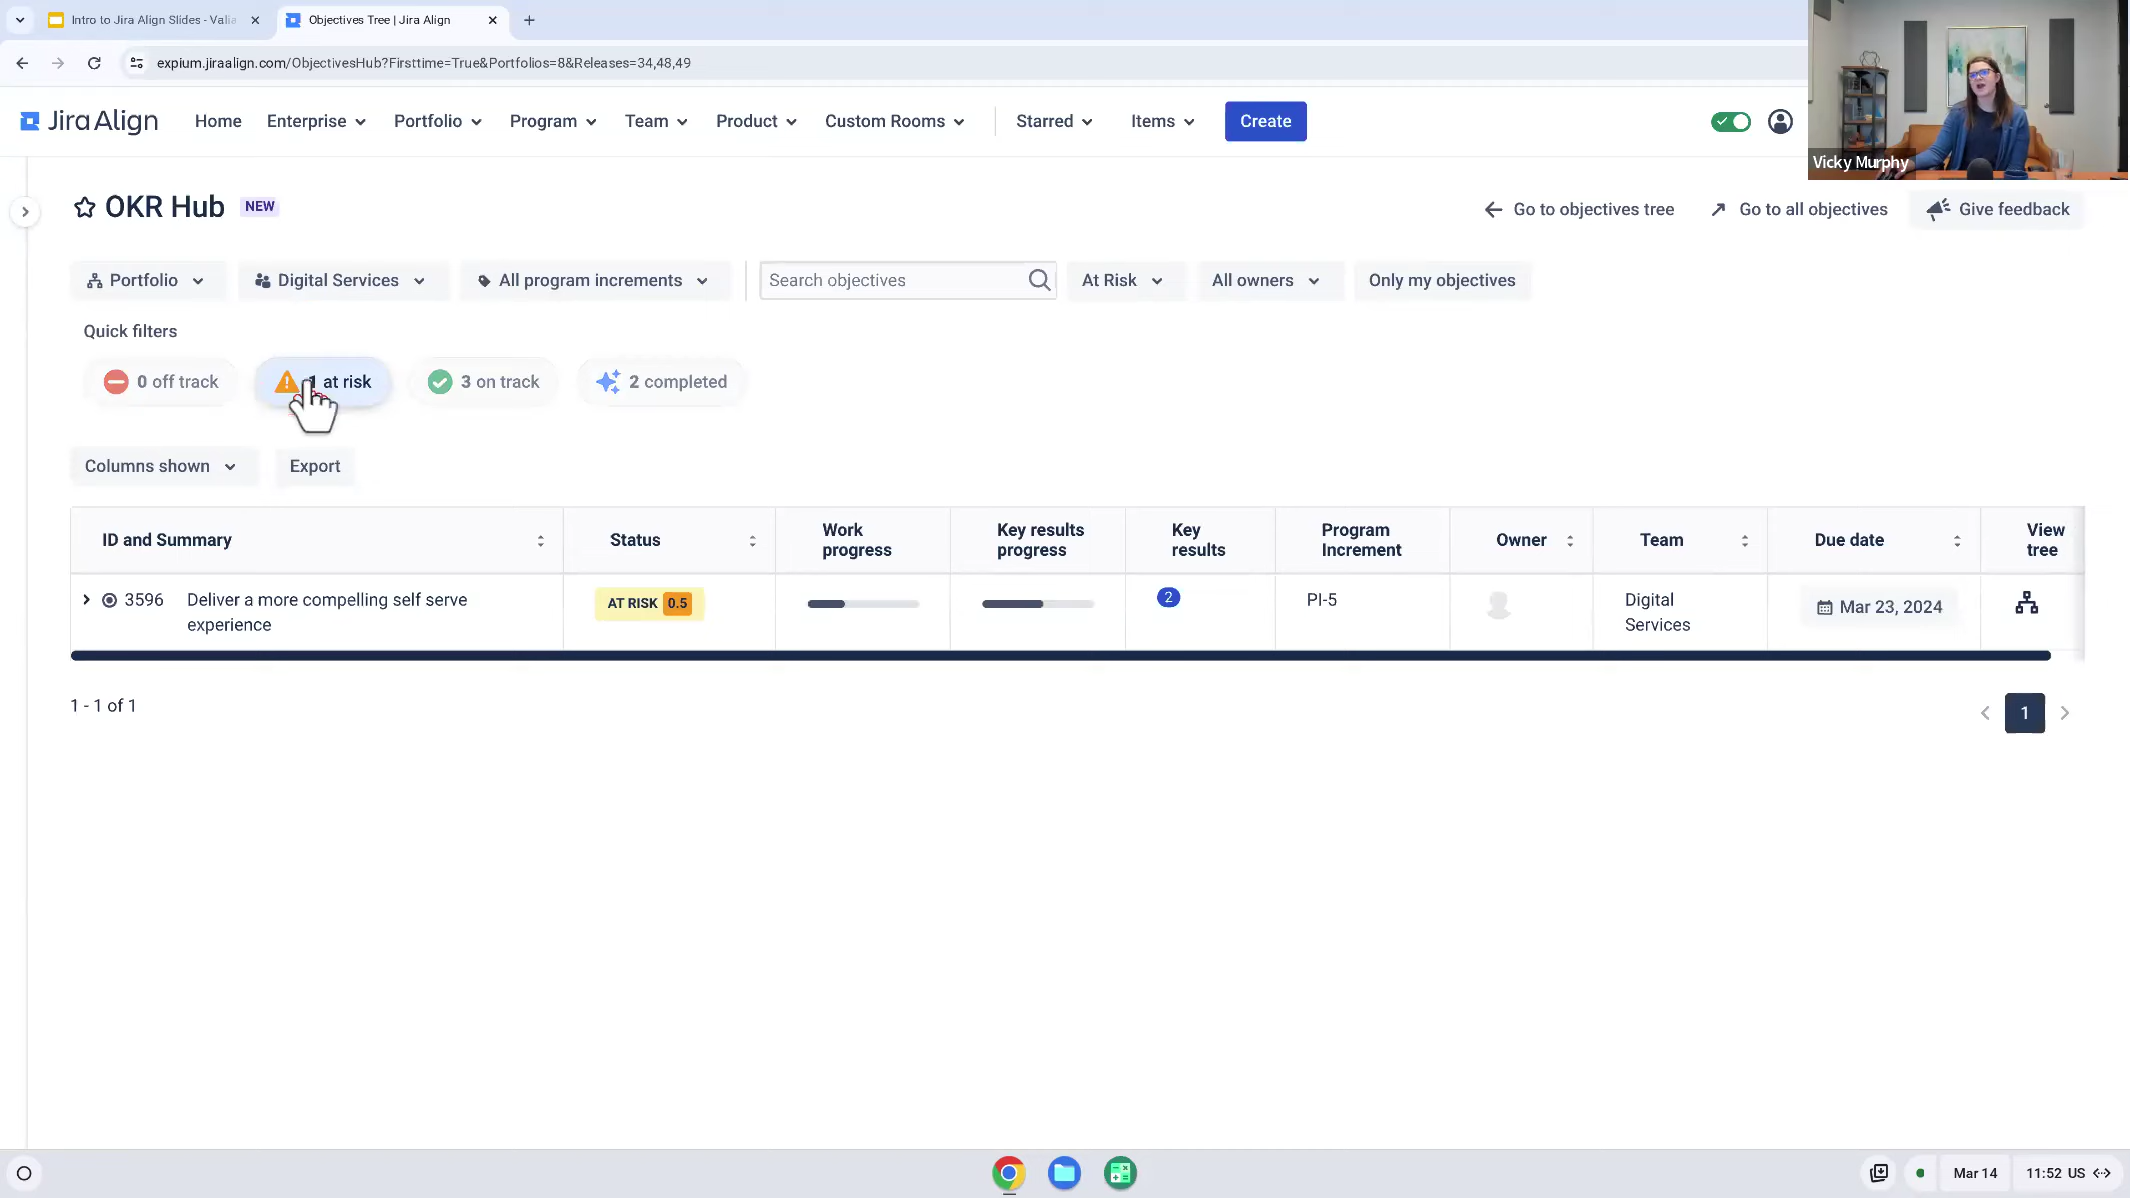 Intro to Jira Align Slides - Valia
Objectives Tree | Jira Align
expium.jiraalign.com/ObjectivesHub?Firsttime=True&Portfolios=8&Releases=34,48,49
Jira Align Home Enterprise Portfolio Program Team Product Custom Rooms Starred Items Create
Vicky Murphy
OKR Hub NEW
Go to objectives tree Go to all objectives Give feedback
Portfolio Digital Services All program increments Search objectives At Risk All owners Only my objectives
Quick filters
0 off track 1 at risk 3 on track 2 completed
Columns shown Export
ID and Summary Status Work progress Key results progress Key results Program Increment Owner Team Due date View tree
3596 Deliver a more compelling self serve experience AT RISK 0.5 2 PI-5 Digital Services Mar 23, 2024
1 - 1 of 1
1
Mar 14 11:52 US